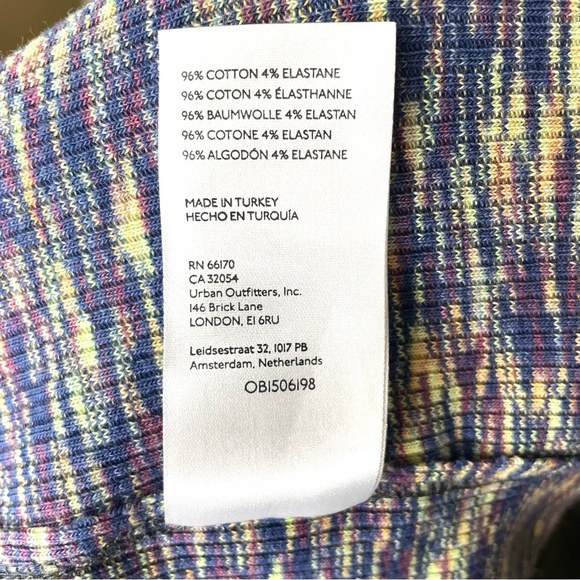 96% COTTON 4% ELASTANE
96% COTON 4% ÉLASTHANNE
96% BAUMWOLLE 4% ELASTAN
96% COTONE 4% ELASTAN
96% ALGODÓN 4% ELASTANE
MADE IN TURKEY
HECHO EN TURQUÍA
RN 66170
CA 32054
Urban Outfitters, Inc.
146 Brick Lane
LONDON, E1 6RU
Leidsestraat 32, 1017 PB
Amsterdam, Netherlands
OB1506198